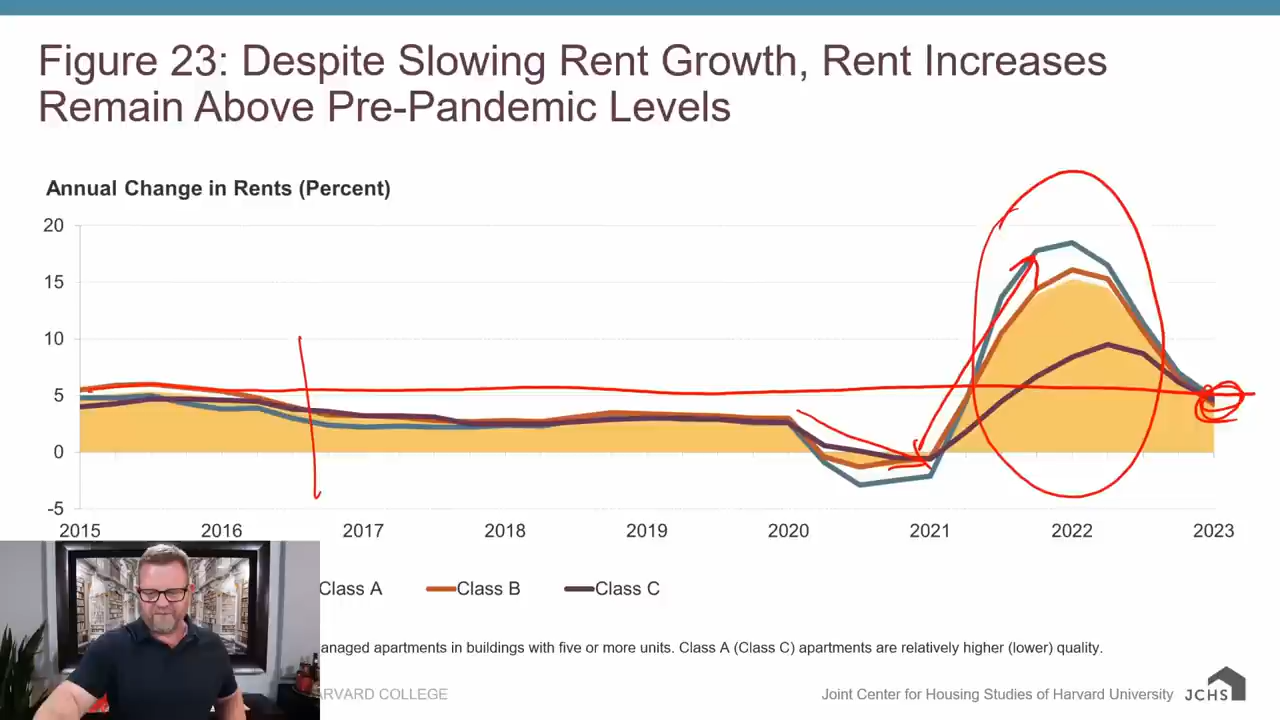 Figure 23: Despite Slowing Rent Growth, Rent Increases
Remain Above Pre-Pandemic Levels
Annual Change in Rents (Percent)
20
15
10
5
0
-5
2015 2016 2017 2018 2019 2020 2021 2022 2023
Class A Class B Class C
anaged apartments in buildings with five or more units. Class A (Class C) apartments are relatively higher (lower) quality.
ARVARD COLLEGE
Joint Center for Housing Studies of Harvard University JCHS